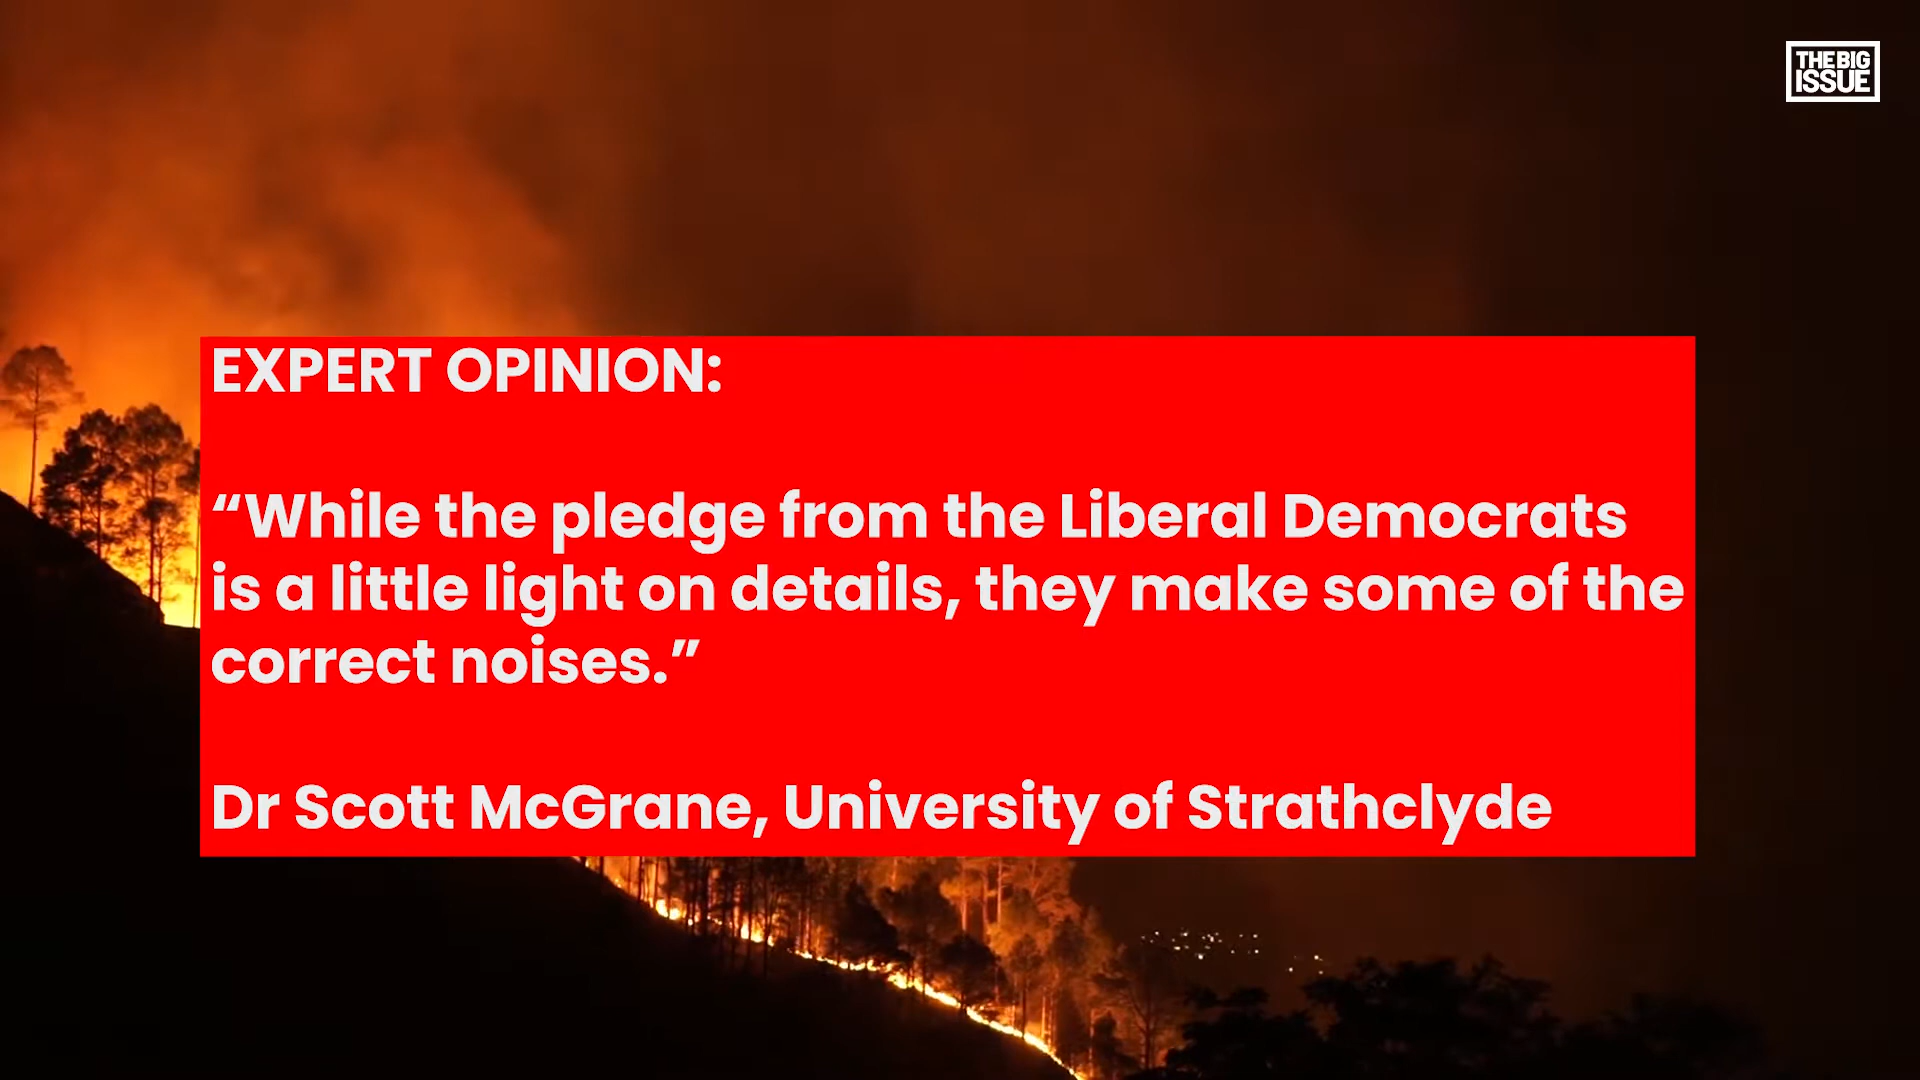 THE BIG
ISSUE
EXPERT OPINION:
“While the pledge from the Liberal Democrats
is a little light on details, they make some of the
correct noises.”
Dr Scott McGrane, University of Strathclyde